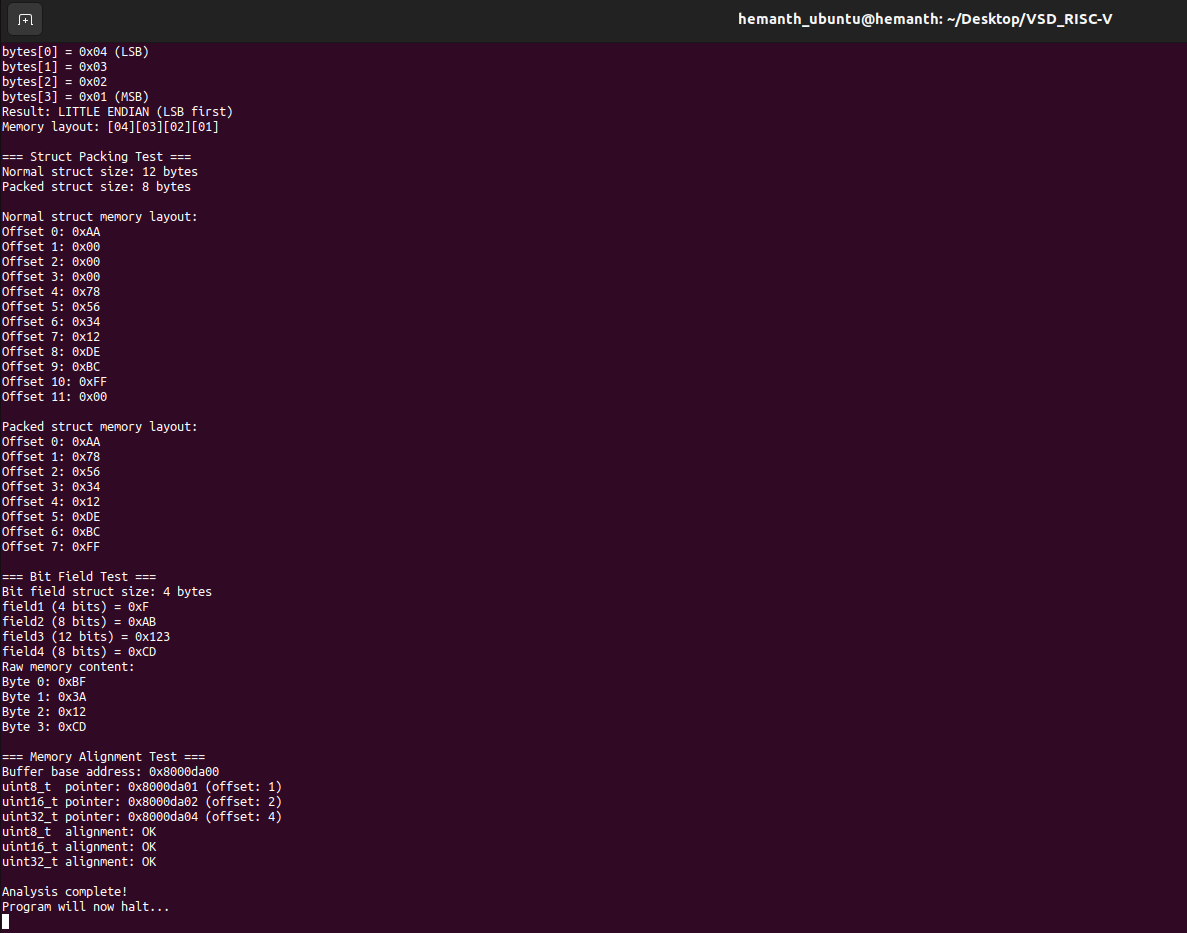 hemanth_ubuntu@hemanth: ~/Desktop/VSD_RISC-V
bytes[0] = 0x04 (LSB)
bytes[1] = 0x03
bytes[2] = 0x02
bytes[3] = 0x01 (MSB)
Result: LITTLE ENDIAN (LSB first)
Memory layout: [04][03][02][01]
=== Struct Packing Test ===
Normal struct size: 12 bytes
Packed struct size: 8 bytes
Normal struct memory layout:
Offset 0: 0xAA
Offset 1: 0x00
Offset 2: 0x00
Offset 3: 0x00
Offset 4: 0x78
Offset 5: 0x56
Offset 6: 0x34
Offset 7: 0x12
Offset 8: 0xDE
Offset 9: 0xBC
Offset 10: 0xFF
Offset 11: 0x00
Packed struct memory layout:
Offset 0: 0xAA
Offset 1: 0x78
Offset 2: 0x56
Offset 3: 0x34
Offset 4: 0x12
Offset 5: 0xDE
Offset 6: 0xBC
Offset 7: 0xFF
=== Bit Field Test ===
Bit field struct size: 4 bytes
field1 (4 bits) = 0xF
field2 (8 bits) = 0xAB
field3 (12 bits) = 0x123
field4 (8 bits) = 0xCD
Raw memory content:
Byte 0: 0xBF
Byte 1: 0x3A
Byte 2: 0x12
Byte 3: 0xCD
=== Memory Alignment Test ===
Buffer base address: 0x8000da00
uint8_t  pointer: 0x8000da01 (offset: 1)
uint16_t pointer: 0x8000da02 (offset: 2)
uint32_t pointer: 0x8000da04 (offset: 4)
uint8_t  alignment: OK
uint16_t alignment: OK
uint32_t alignment: OK
Analysis complete!
Program will now halt...